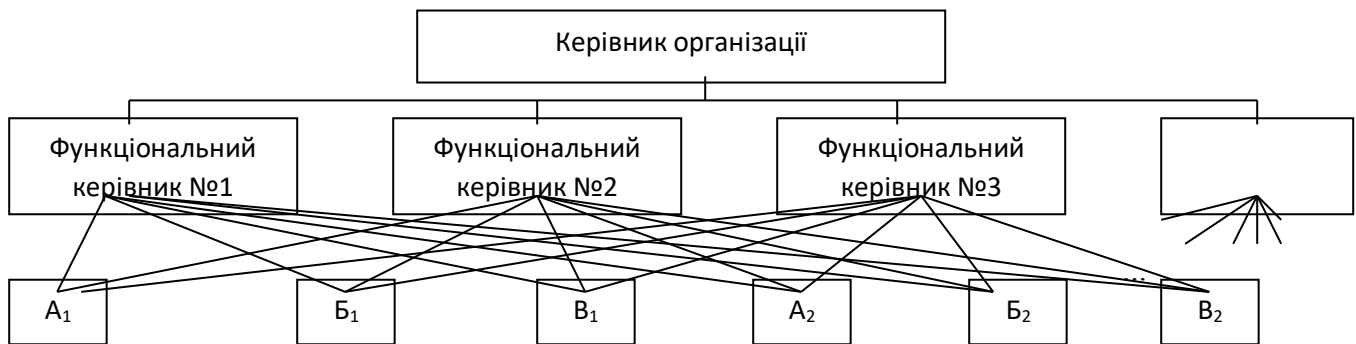 Керівник організації
Функціональний
керівник №1
Функціональний
керівник №2
Функціональний
керівник №3
...
А₁
Б₁
В₁
А₂
Б₂
В₂